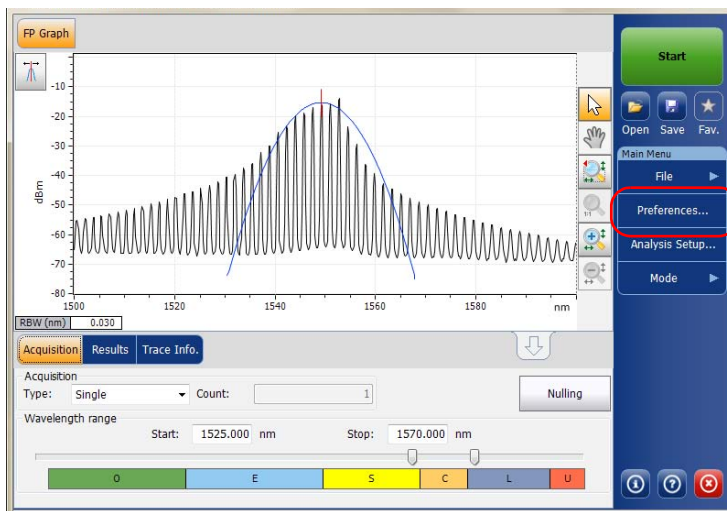 FP Graph
-10
-20
-30
-40
-50
-60
-70
-80
dBm
1500 1520 1540 1560 1580 nm
RBW (nm) 0.030
Acquisition Results Trace Info.
Acquisition
Type: Single Count: 1 Nulling
Wavelength range
Start: 1525.000 nm Stop: 1570.000 nm
O E S C L U
Start
Open Save Fav.
Main Menu
File
Preferences...
Analysis Setup...
Mode